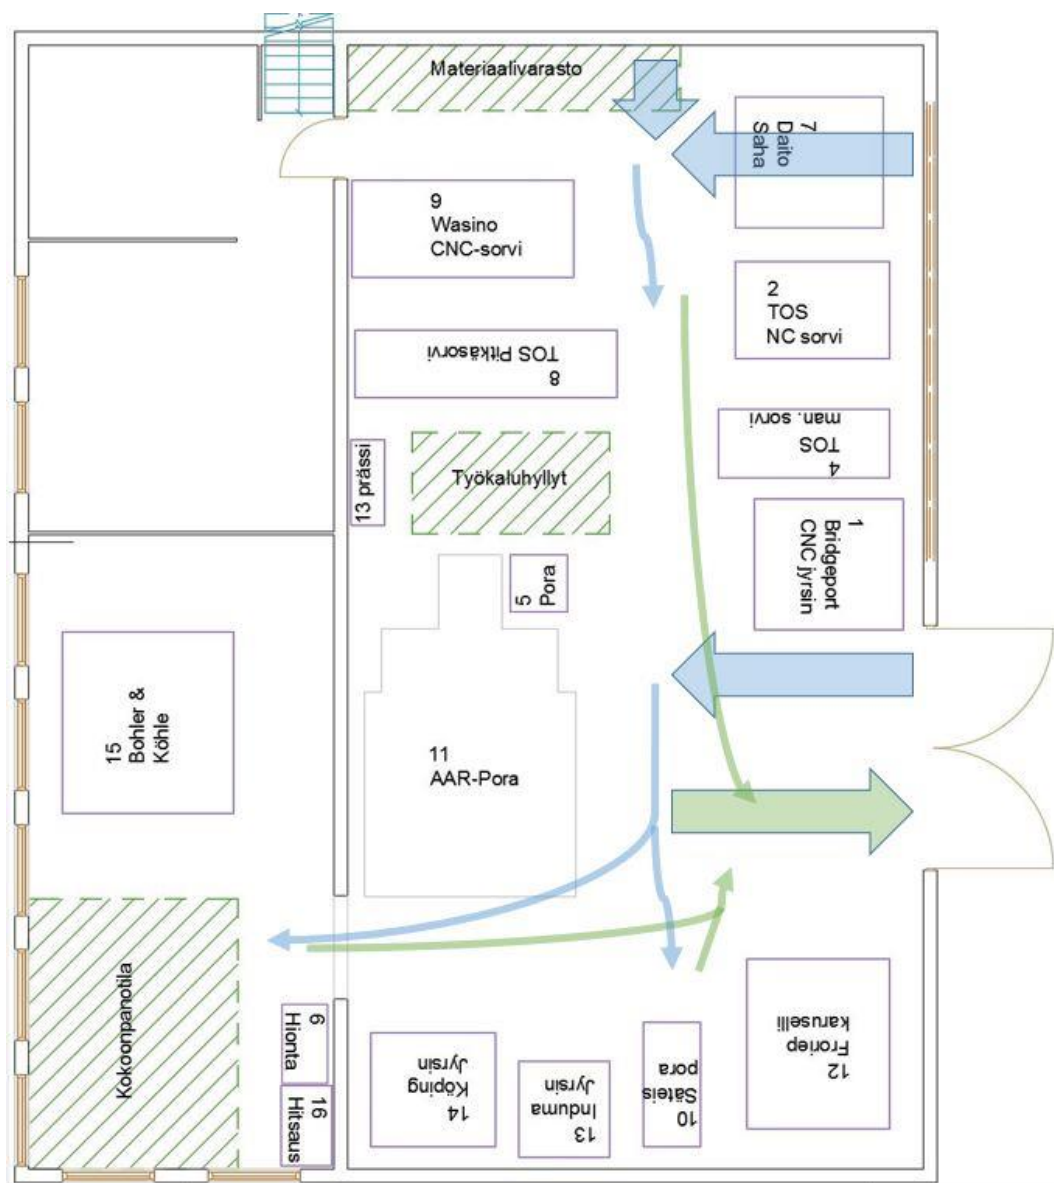 Materiaalivarasto
7
Daito
Saha
9
Wasino
CNC-sorvi
2
TOS
NC sorvi
8
TOS Pitkäsorvi
4
TOS
man. sorvi
13 prässi
Työkaluhyllyt
1
Bridgeport
CNC jyrsin
5
Pora
15
Bohler &
Köhle
11
AAR-Pora
Kokoonpanotila
6
Hionta
16
Hitsaus
14
Köping
Jyrsin
13
Induma
Jyrsin
10
Säteis
pora
12
Froriep
karuselli